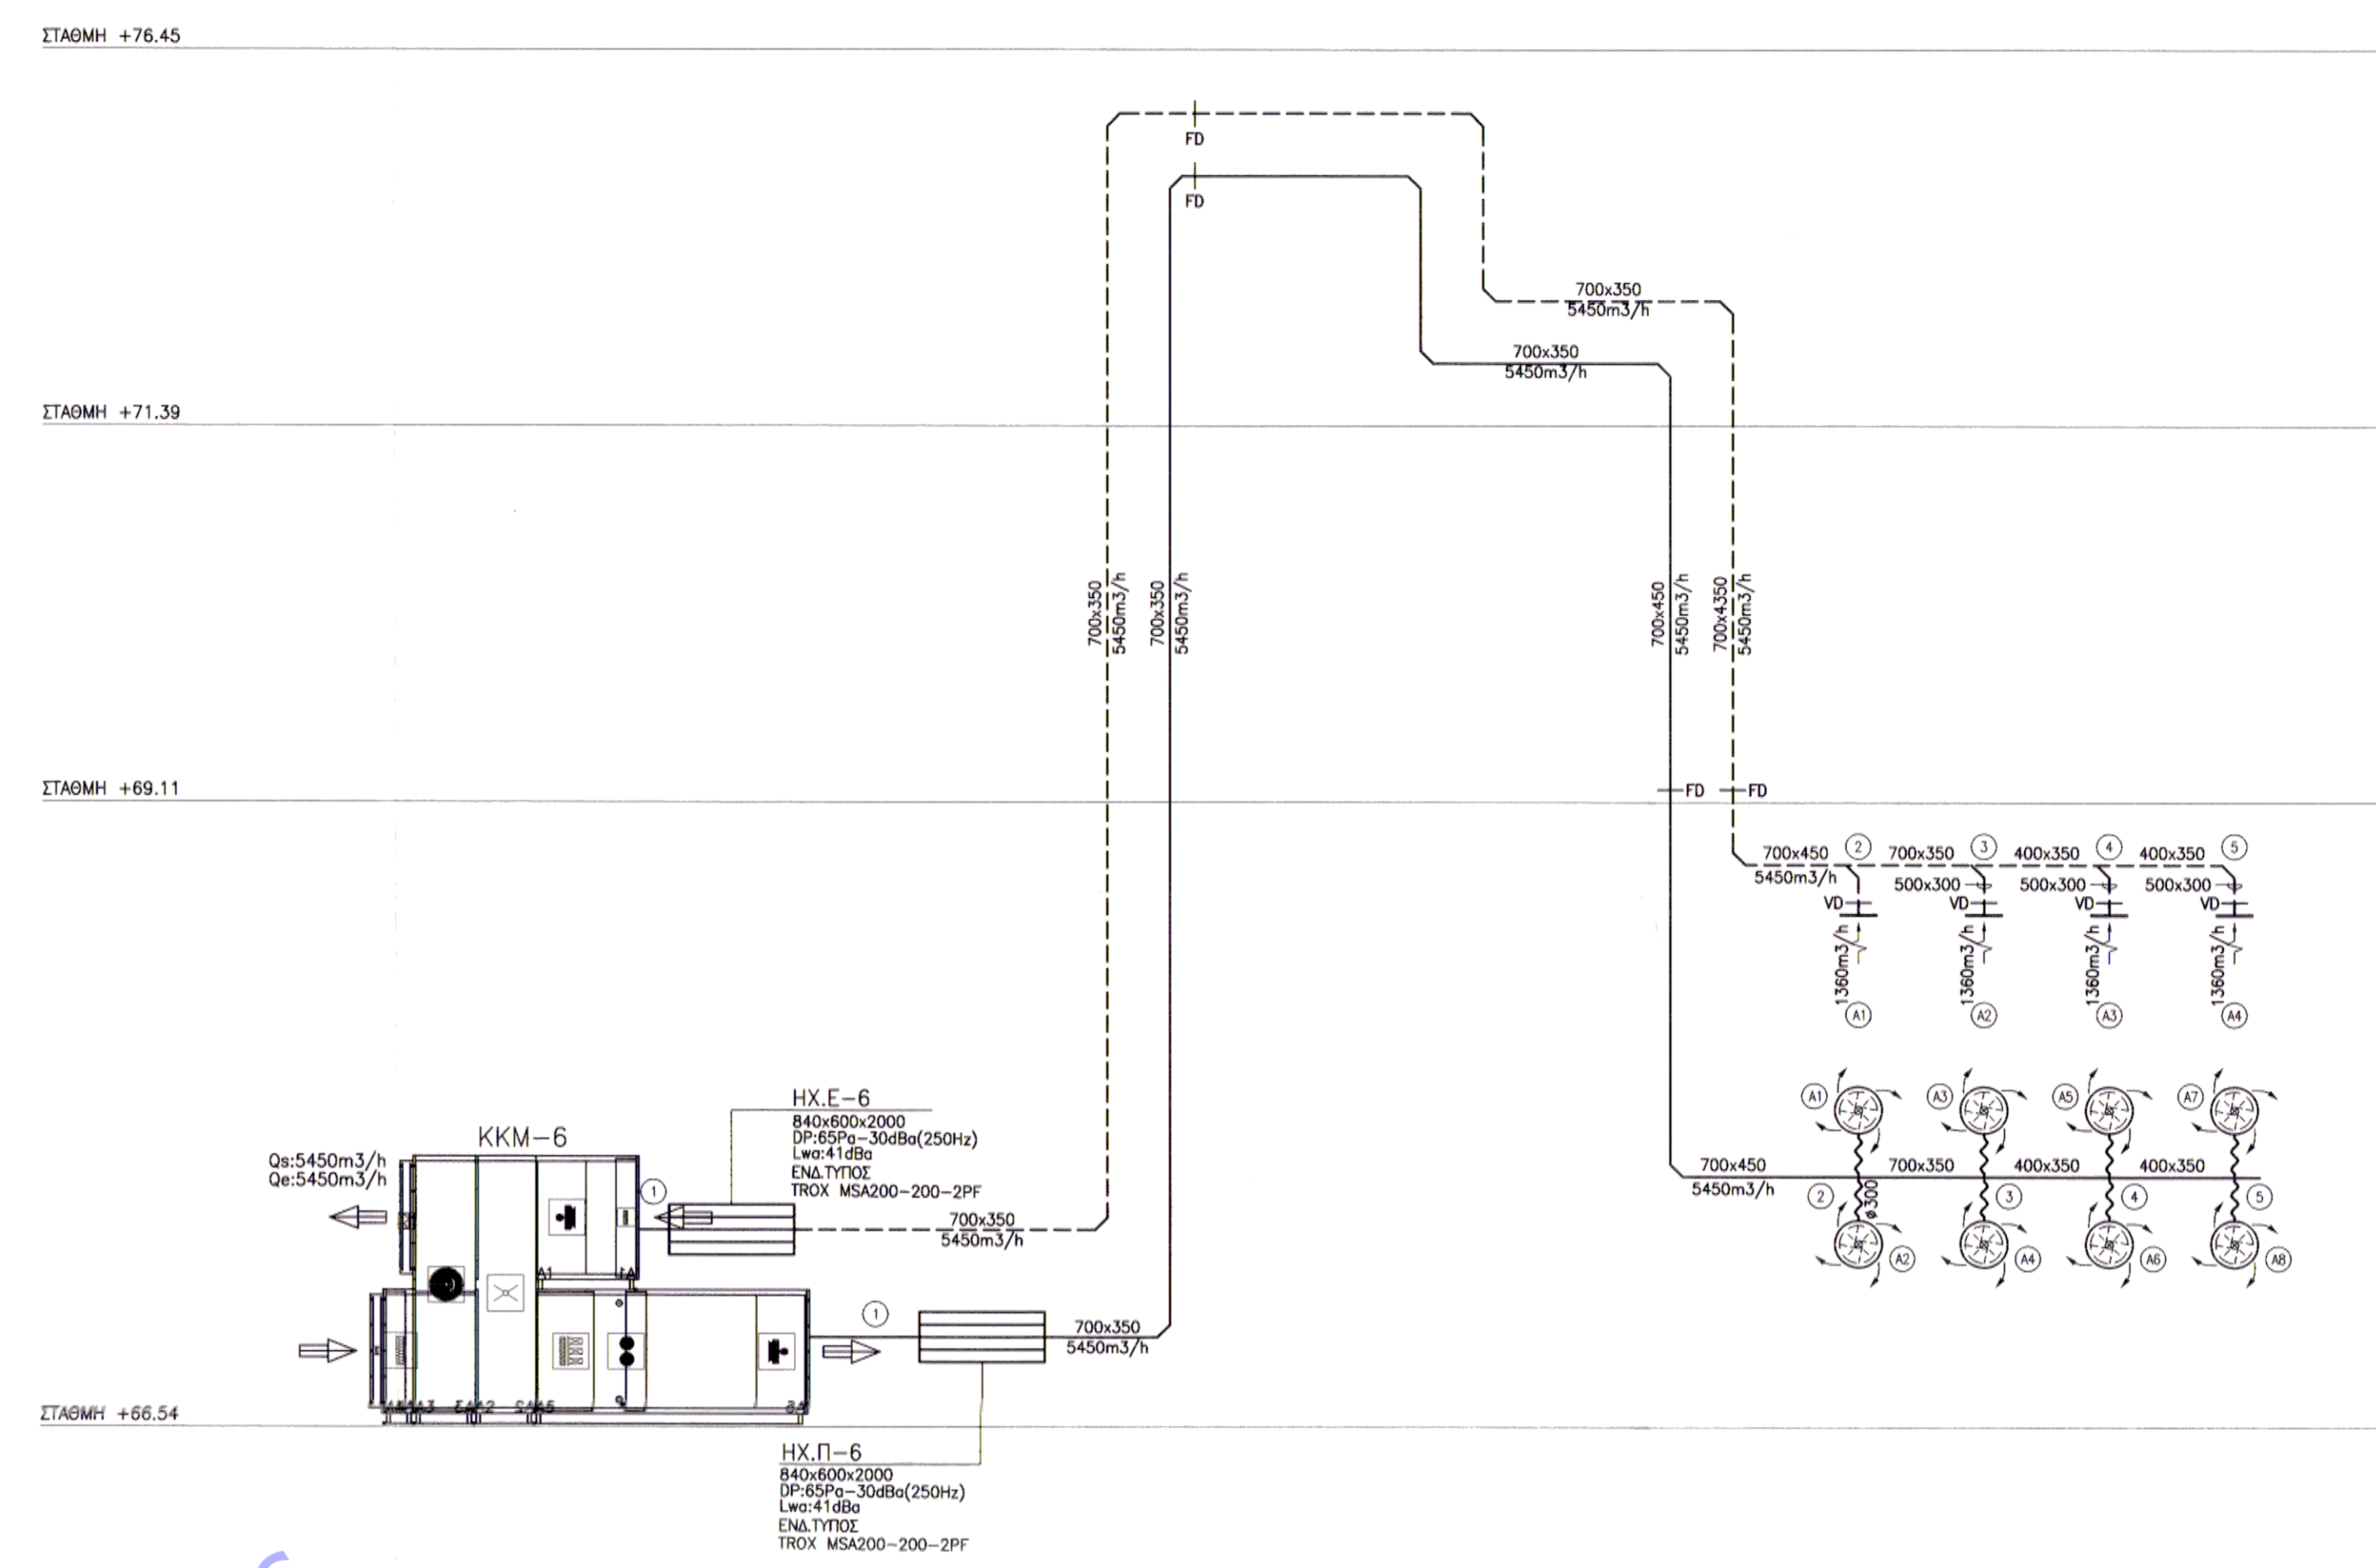 ΣΤΑΘΜΗ +76.45
FD
FD
700x350
5450m3/h
700x350
5450m3/h
ΣΤΑΘΜΗ +71.39
700x350
5450m3/h
700x350
5450m3/h
700x450
5450m3/h
700x4350
5450m3/h
ΣΤΑΘΜΗ +69.11
FD FD
700x450 2 700x350 3 400x350 4 400x350 5
5450m3/h 500x300 500x300 500x300
VD VD VD VD
1360m3/h 1360m3/h 1360m3/h 1360m3/h
A1 A2 A3 A4
A1 A3 A5 A7
700x450 700x350 400x350 400x350
5450m3/h 2 ø300 3 4 5
A2 A4 A6 A8
HX.E-6
840x600x2000
DP:65Pa-30dBa(250Hz)
Lwa:41dBa
ΕΝΔ.ΤΥΠΟΣ
TROX MSA200-200-2PF
KKM-6
Qs:5450m3/h
Qe:5450m3/h
1
700x350
5450m3/h
1
700x350
5450m3/h
ΣΤΑΘΜΗ +66.54
HX.Π-6
840x600x2000
DP:65Pa-30dBa(250Hz)
Lwa:41dBa
ΕΝΔ.ΤΥΠΟΣ
TROX MSA200-200-2PF